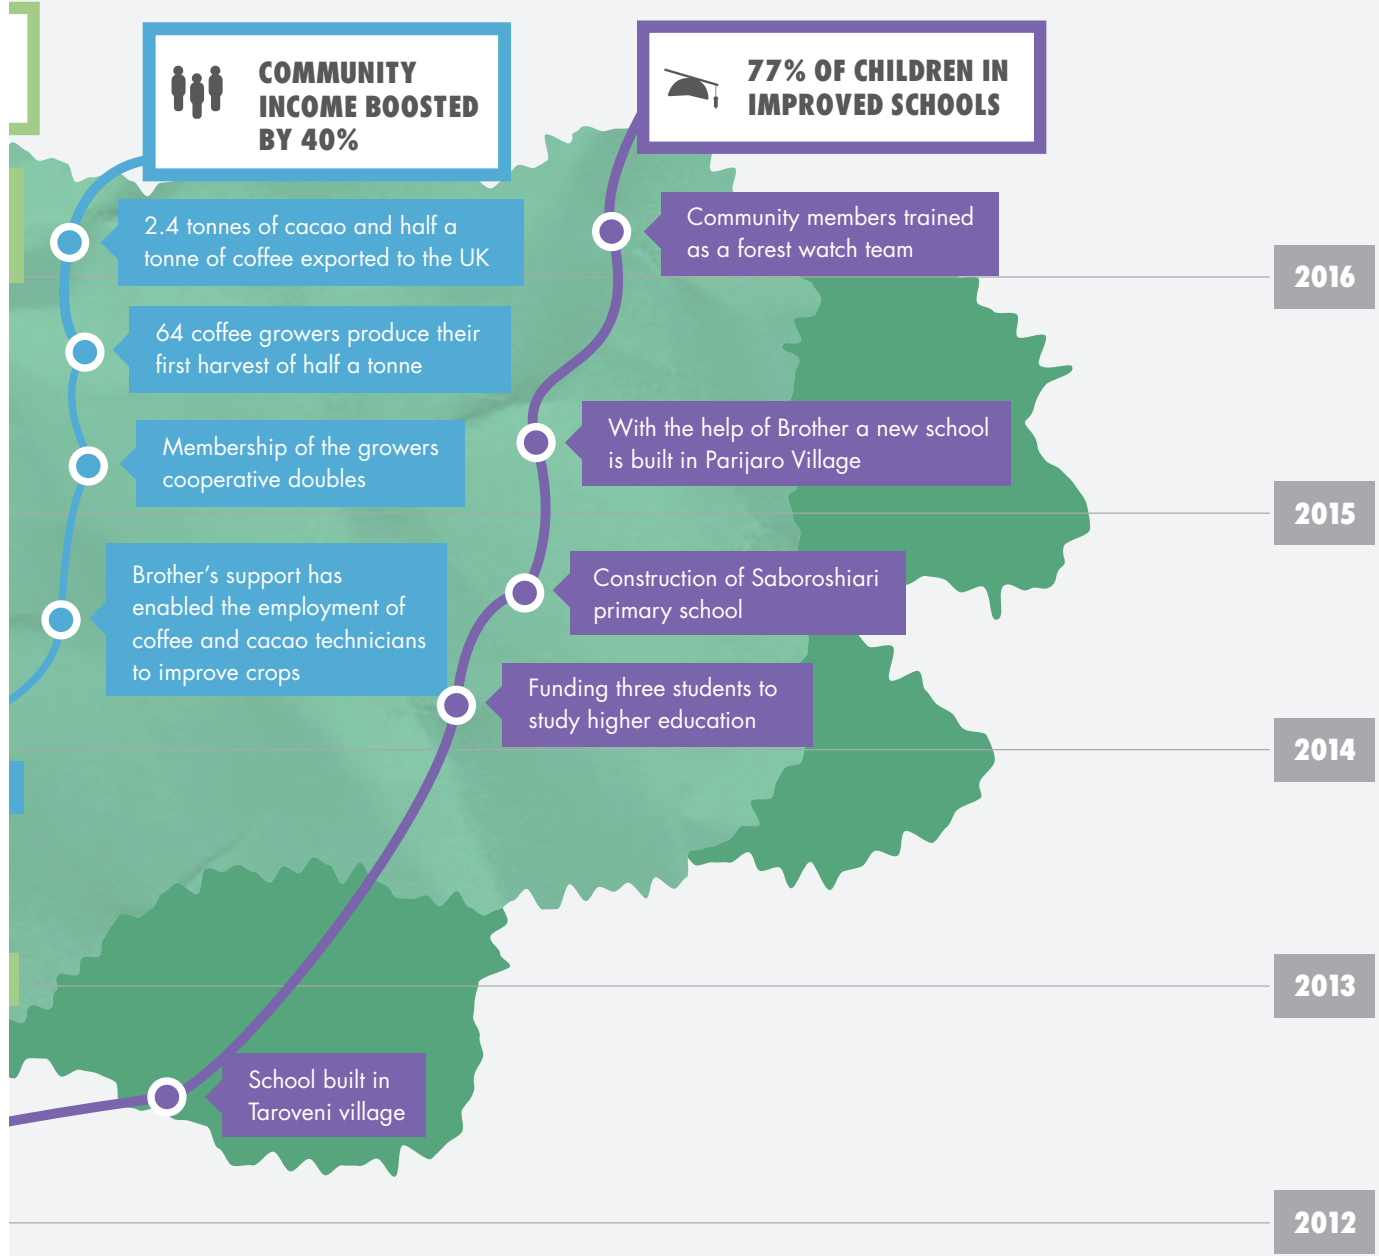 COMMUNITY
INCOME BOOSTED
BY 40%
77% OF CHILDREN IN
IMPROVED SCHOOLS
2.4 tonnes of cacao and half a
tonne of coffee exported to the UK
Community members trained
as a forest watch team
2016
64 coffee growers produce their
first harvest of half a tonne
With the help of Brother a new school
is built in Parijaro Village
Membership of the growers
cooperative doubles
2015
Brother’s support has
enabled the employment of
coffee and cacao technicians
to improve crops
Construction of Saboroshiari
primary school
Funding three students to
study higher education
2014
2013
School built in
Taroveni village
2012